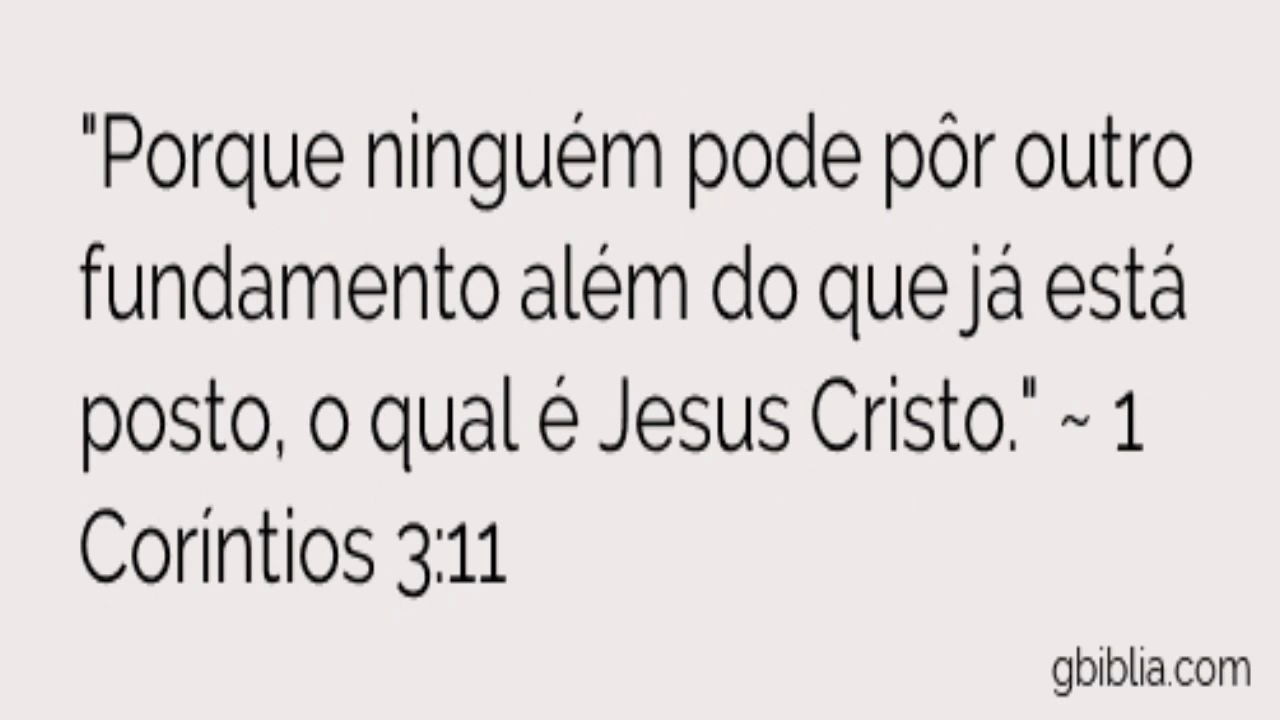 "Porque ninguém pode pôr outro
fundamento além do que já está
posto, o qual é Jesus Cristo." ~ 1
Coríntios 3:11
gbiblia.com